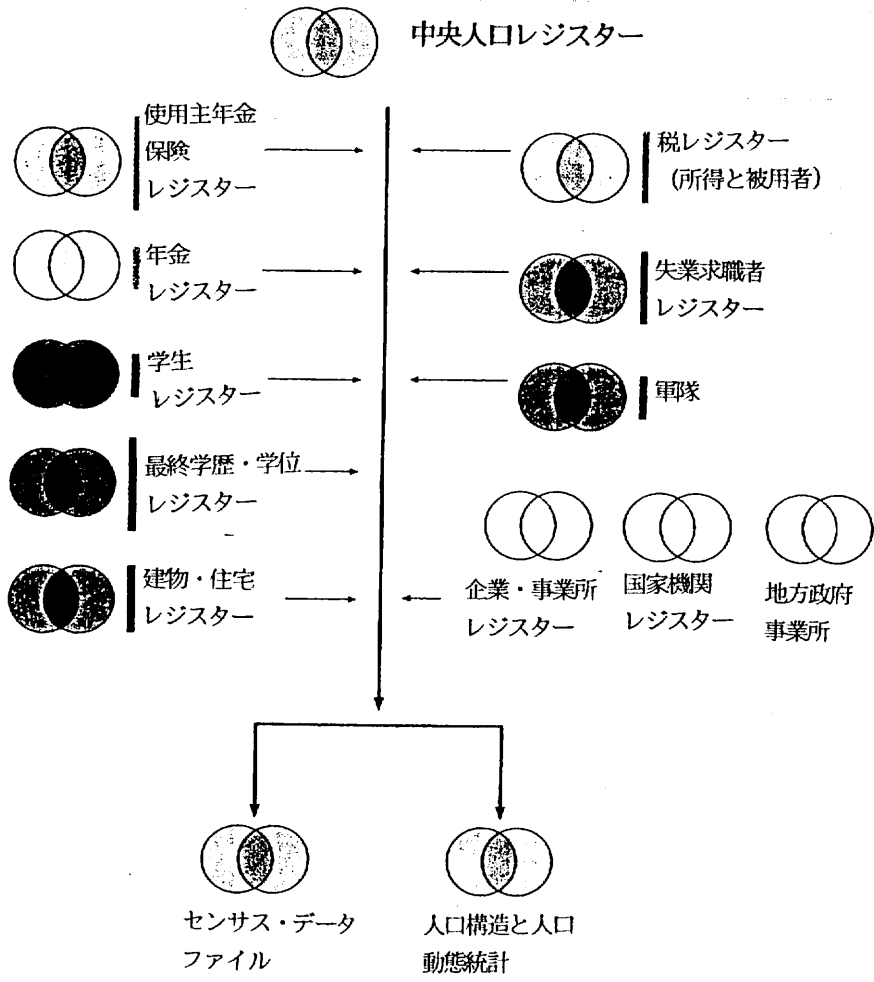 中央人口レジスター
使用主年金
保険
レジスター
税レジスター
(所得と被用者)
年金
レジスター
失業求職者
レジスター
学生
レジスター
軍隊
最終学歴・学位
レジスター
建物・住宅
レジスター
企業・事業所
レジスター
国家機関
レジスター
地方政府
事業所
センサス・データ
ファイル
人口構造と人口
動態統計